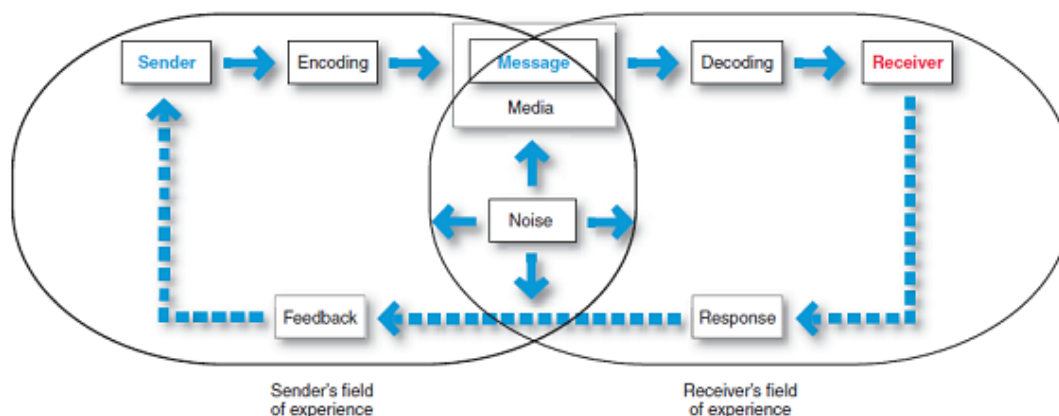 Sender
Encoding
Message
Media
Decoding
Receiver
Noise
Feedback
Response
Sender's field
of experience
Receiver's field
of experience